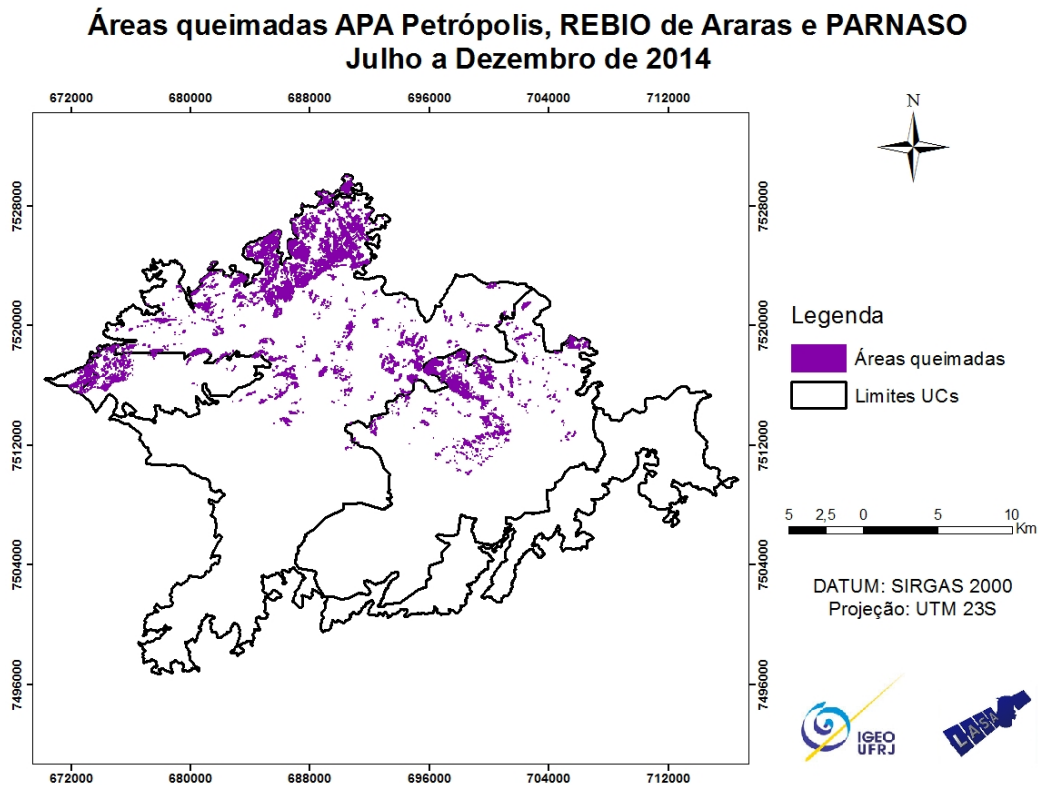 Áreas queimadas APA Petrópolis, REBIO de Araras e PARNASO
Julho a Dezembro de 2014
672000 680000 688000 696000 704000 712000
N
7528000 7528000
7520000 7520000
7512000 7512000
7504000 7504000
7496000 7496000
Legenda
Áreas queimadas
Limites UCs
5 2,5 0 5 10
Km
DATUM: SIRGAS 2000
Projeção: UTM 23S
IGEO
UFRJ
LASA
672000 680000 688000 696000 704000 712000